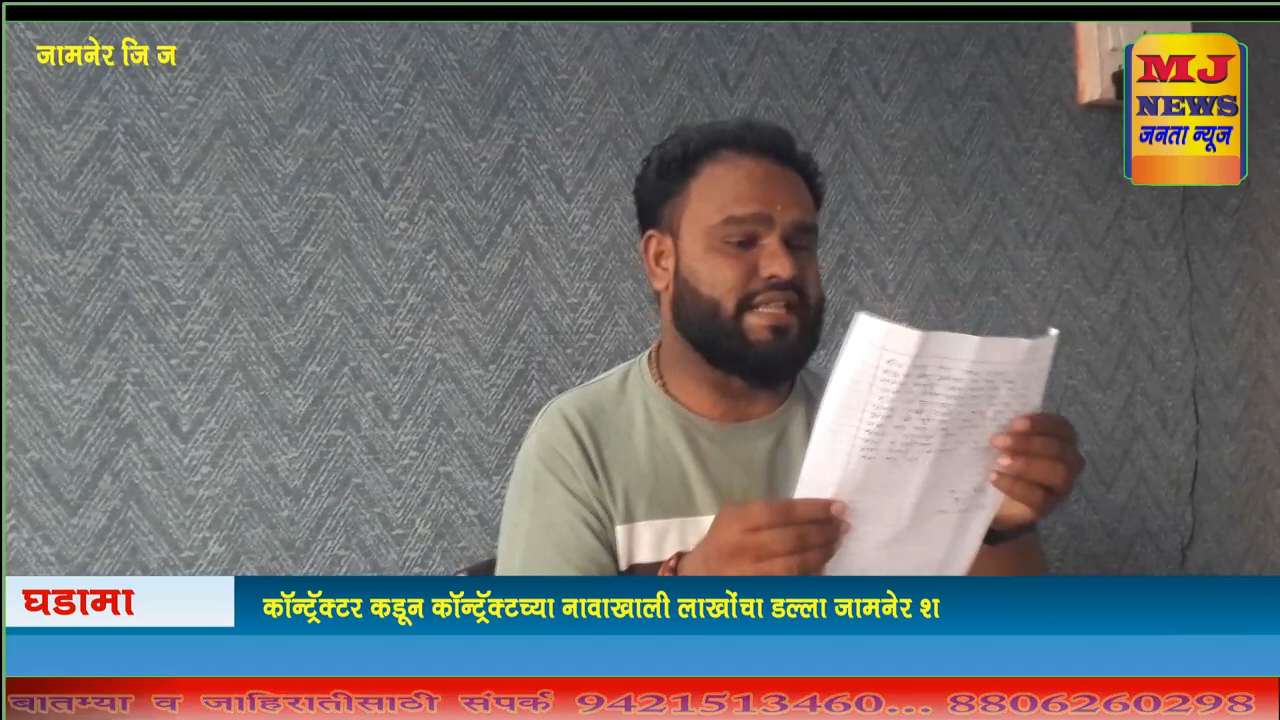 जामनेर जि ज
MJ
NEWS
जनता न्यूज
घडामा
कॉन्ट्रॅक्टर कडून कॉन्ट्रॅक्टच्या नावाखाली लाखोंचा डल्ला जामनेर श
बातम्या व जाहिरातीसाठी संपर्क 9421513460... 8806260298